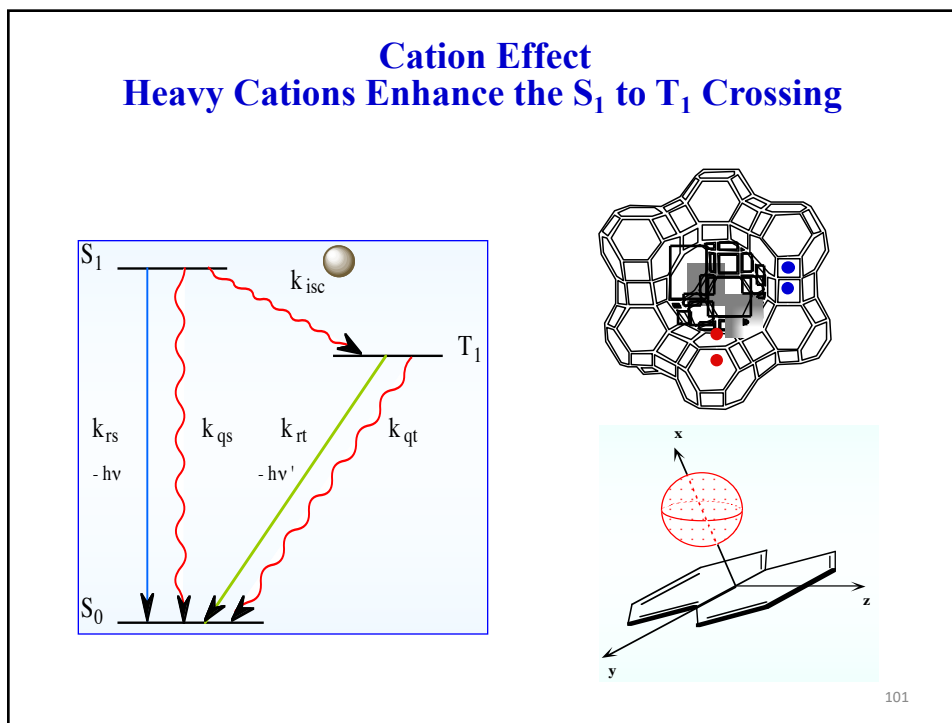 Cation Effect
Heavy Cations Enhance the S₁ to T₁ Crossing
S₁
k isc
T₁
k rs
k qs
k rt
k qt
- hν
- hν'
S₀
x
z
y
101